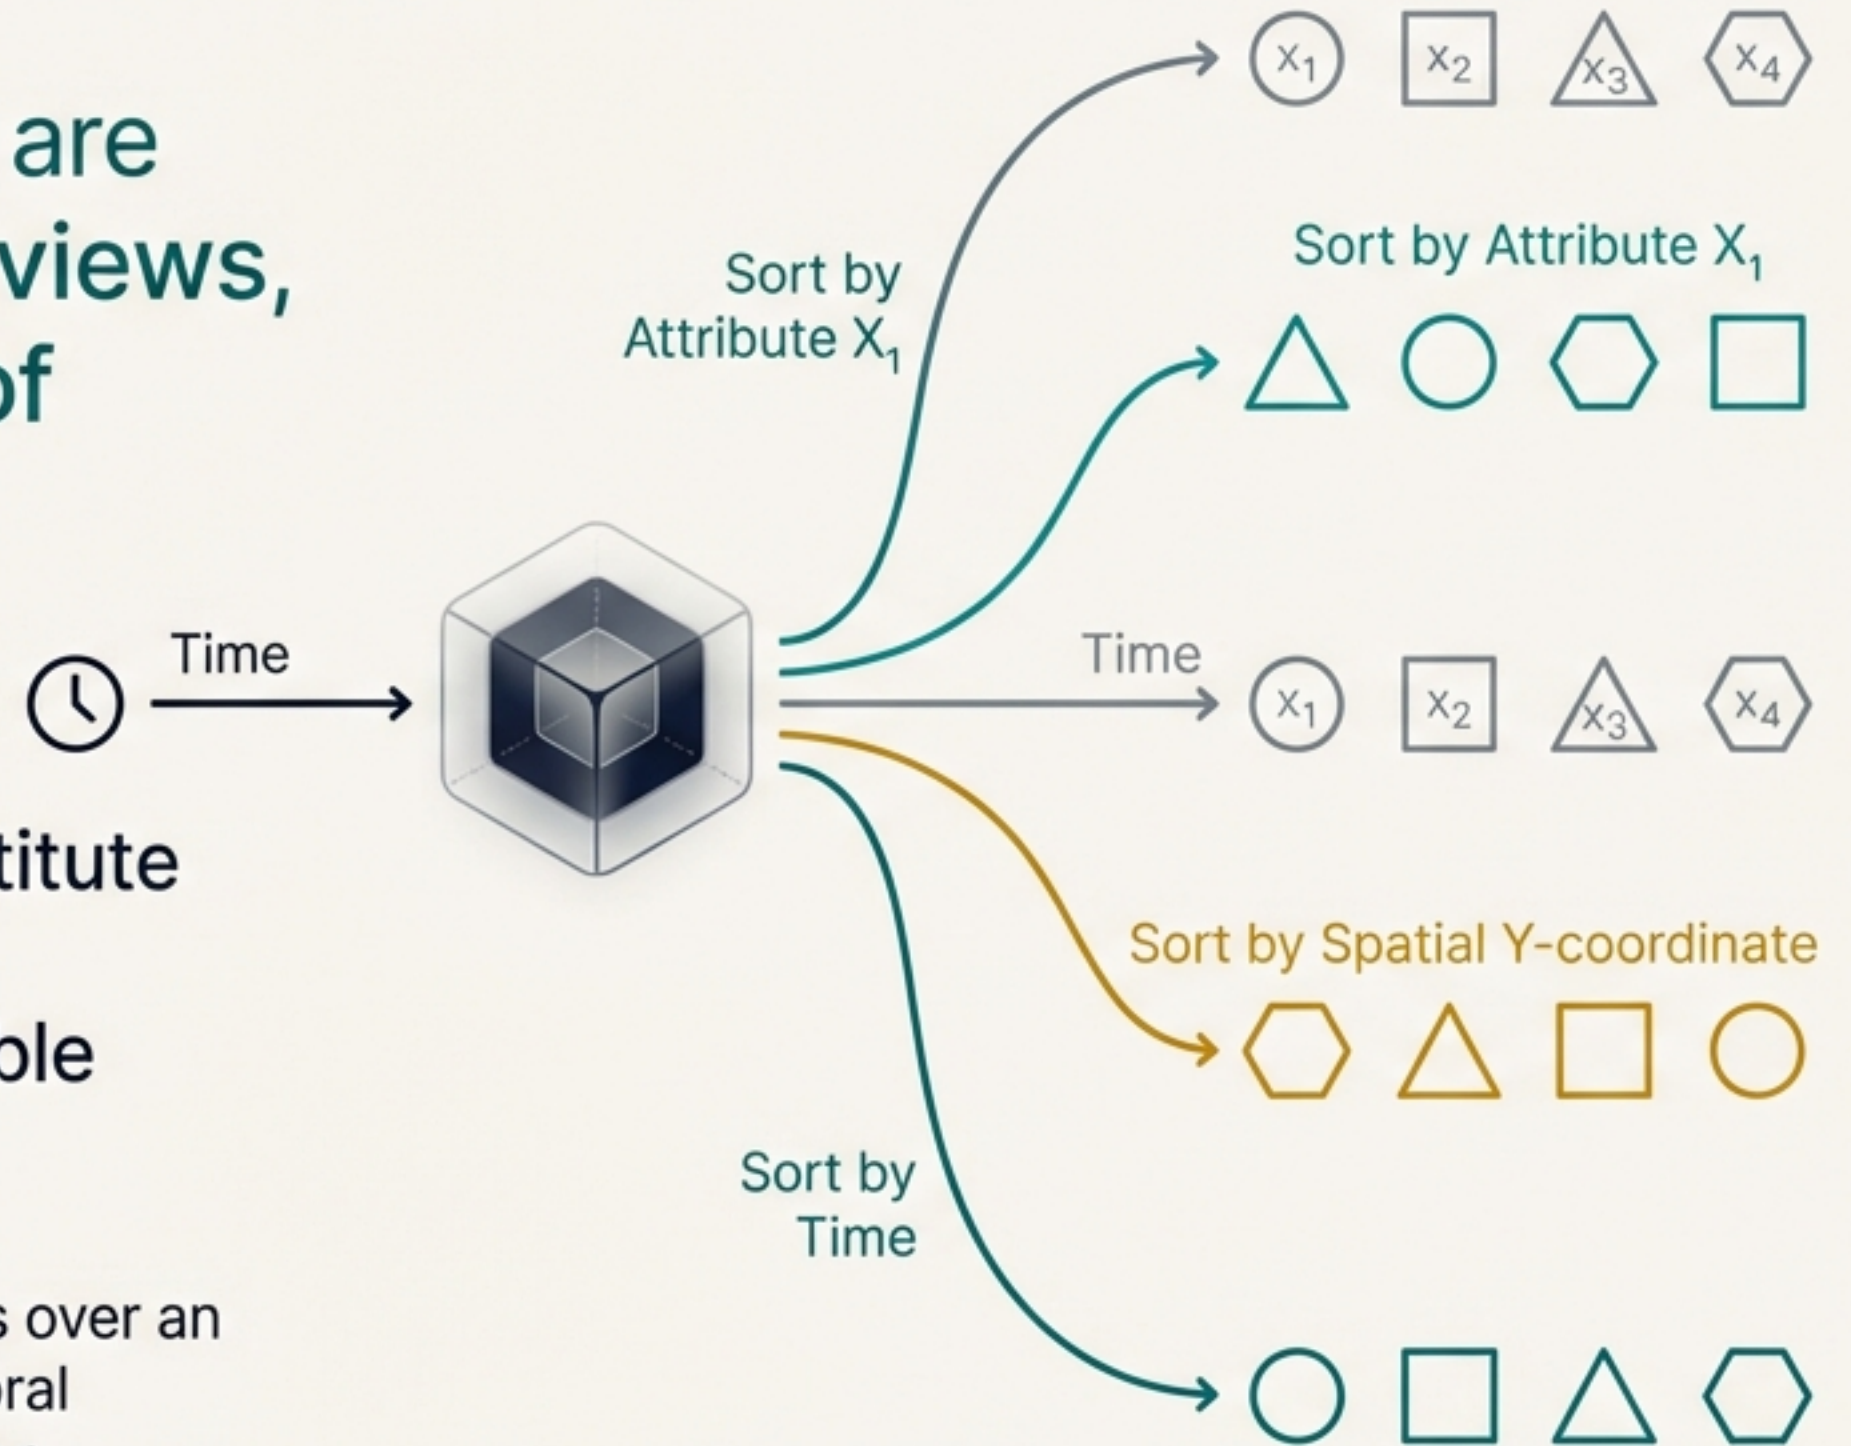 are
views,
of
Time
titute
ple
s over an
oral
Sort by
Attribute X₁
x₁ x₂ x₃ x₄
Sort by Attribute X₁
Time
x₁ x₂ x₃ x₄
Sort by Spatial Y-coordinate
Sort by
Time